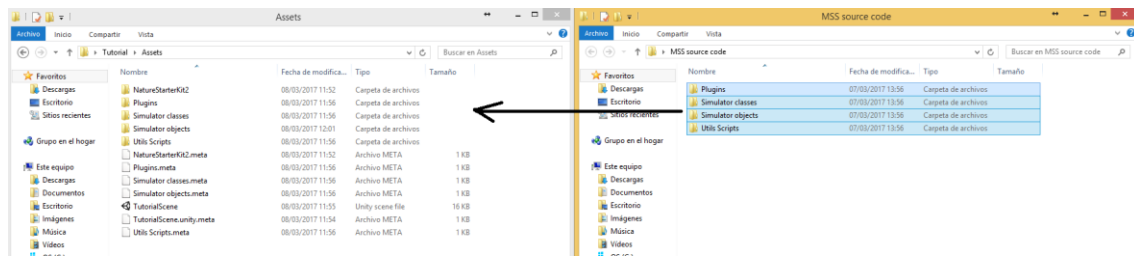 Assets
Archivo Inicio Compartir Vista
Tutorial Assets Buscar en Assets
Favoritos
Descargas
Escritorio
Sitios recientes
Grupo en el hogar
Este equipo
Descargas
Documentos
Escritorio
Imágenes
Música
Vídeos
Nombre Fecha de modifica... Tipo Tamaño
NatureStarterKit2 08/03/2017 11:52 Carpeta de archivos
Plugins 08/03/2017 11:56 Carpeta de archivos
Simulator classes 08/03/2017 11:56 Carpeta de archivos
Simulator objects 08/03/2017 12:01 Carpeta de archivos
Utils Scripts 08/03/2017 11:56 Carpeta de archivos
NatureStarterKit2.meta 08/03/2017 11:52 Archivo META 1 KB
Plugins.meta 08/03/2017 11:56 Archivo META 1 KB
Simulator classes.meta 08/03/2017 11:56 Archivo META 1 KB
Simulator objects.meta 08/03/2017 11:56 Archivo META 1 KB
TutorialScene 08/03/2017 11:55 Unity scene file 16 KB
TutorialScene.unity.meta 08/03/2017 11:54 Archivo META 1 KB
Utils Scripts.meta 08/03/2017 11:56 Archivo META 1 KB
MSS source code
Archivo Inicio Compartir Vista
MSS source code Buscar en MSS source code
Favoritos
Descargas
Escritorio
Sitios recientes
Grupo en el hogar
Este equipo
Descargas
Documentos
Escritorio
Imágenes
Música
Vídeos
Nombre Fecha de modifica... Tipo Tamaño
Plugins 07/03/2017 13:56 Carpeta de archivos
Simulator classes 07/03/2017 13:56 Carpeta de archivos
Simulator objects 07/03/2017 13:56 Carpeta de archivos
Utils Scripts 07/03/2017 13:56 Carpeta de archivos